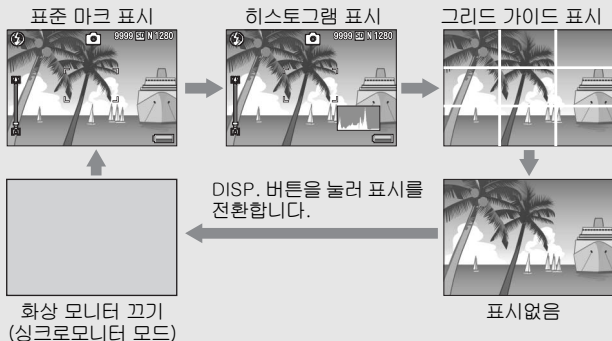 표준 마크 표시
히스토그램 표시
그리드 가이드 표시
9999 N 1280
9999 N 1280
DISP. 버튼을 눌러 표시를
전환합니다.
화상 모니터 끄기
(싱크로모니터 모드)
표시없음